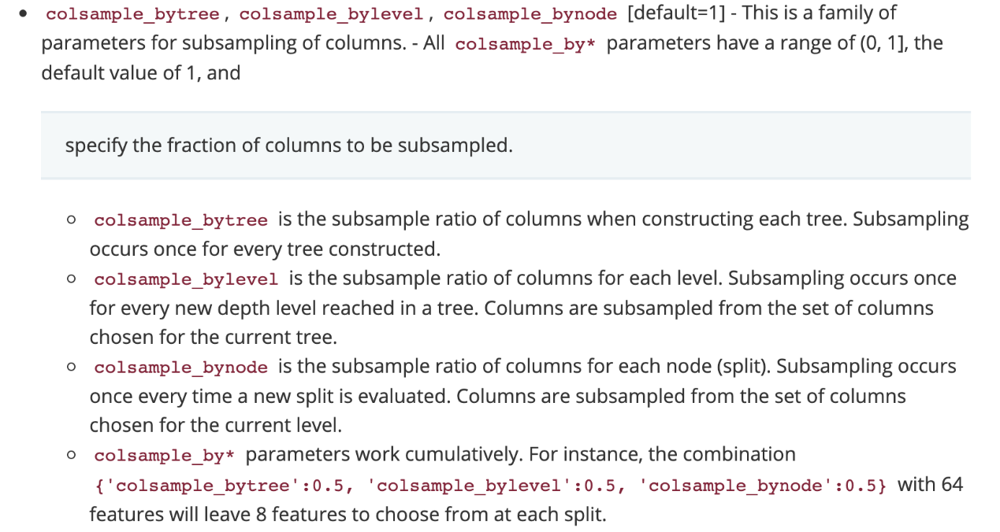 • colsample_bytree, colsample_bylevel, colsample_bynode [default=1] - This is a family of
parameters for subsampling of columns. - All colsample_by* parameters have a range of (0, 1], the
default value of 1, and
specify the fraction of columns to be subsampled.
○ colsample_bytree is the subsample ratio of columns when constructing each tree. Subsampling
occurs once for every tree constructed.
○ colsample_bylevel is the subsample ratio of columns for each level. Subsampling occurs once
for every new depth level reached in a tree. Columns are subsampled from the set of columns
chosen for the current tree.
○ colsample_bynode is the subsample ratio of columns for each node (split). Subsampling occurs
once every time a new split is evaluated. Columns are subsampled from the set of columns
chosen for the current level.
○ colsample_by* parameters work cumulatively. For instance, the combination
{'colsample_bytree':0.5, 'colsample_bylevel':0.5, 'colsample_bynode':0.5} with 64
features will leave 8 features to choose from at each split.